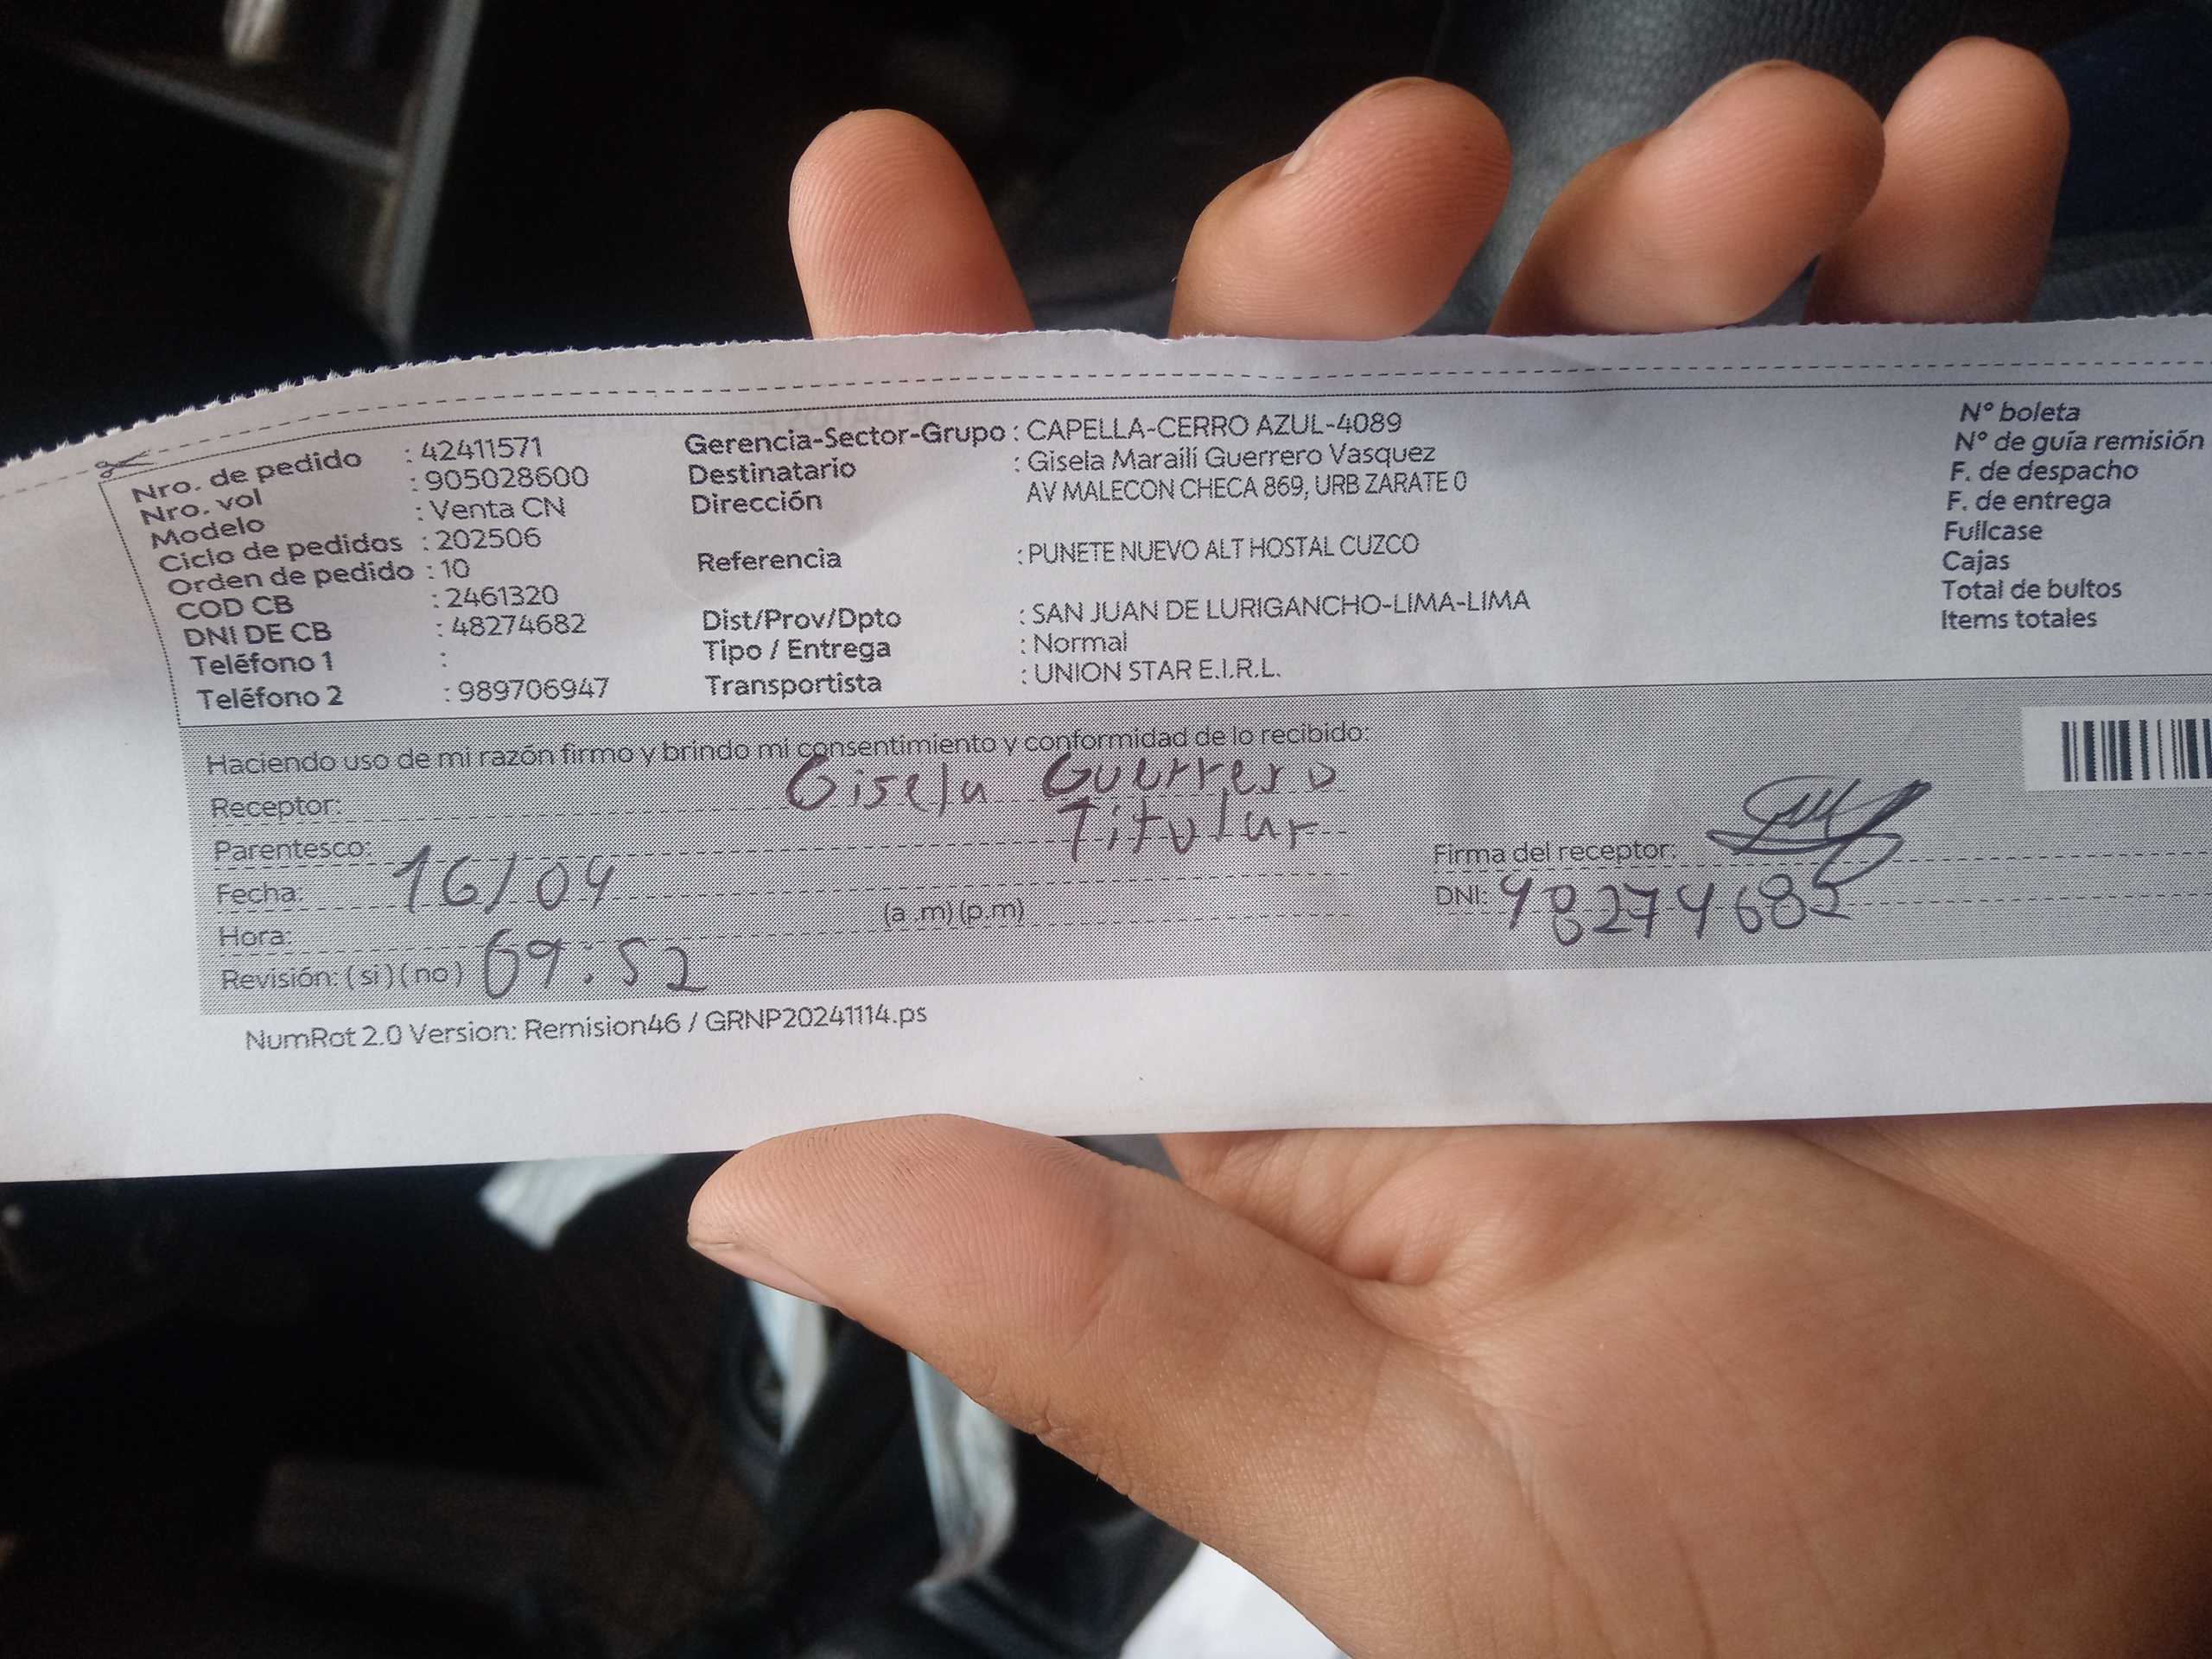 Nro. de pedido : 42411571
Nro. vol : 905028600
Modelo : Venta CN
Ciclo de pedidos : 202506
Orden de pedido : 10
COD CB : 2461320
DNI DE CB : 48274682
Teléfono 1 :
Teléfono 2 : 989706947
Gerencia-Sector-Grupo : CAPELLA-CERRO AZUL-4089
Destinatario : Gisela Maraili Guerrero Vasquez
Dirección AV MALECON CHECA 869, URB ZARATE 0
Referencia : PUNETE NUEVO ALT HOSTAL CUZCO
Dist/Prov/Dpto : SAN JUAN DE LURIGANCHO-LIMA-LIMA
Tipo / Entrega : Normal
Transportista : UNION STAR E.I.R.L.
N° boleta
N° de guía remisión
F. de despacho
F. de entrega
Fullcase
Cajas
Total de bultos
Items totales
Haciendo uso de mi razón firmo y brindo mi consentimiento y conformidad de lo recibido:
Receptor: Gisela Guerrero
Parentesco: Titular
Fecha: 16/04
Hora: (a .m) (p.m)
Revisión: ( si ) ( no ) 09:52
Firma del receptor:
DNI: 48274682
NumRot 2.0 Version: Remision46 / GRNP20241114.ps